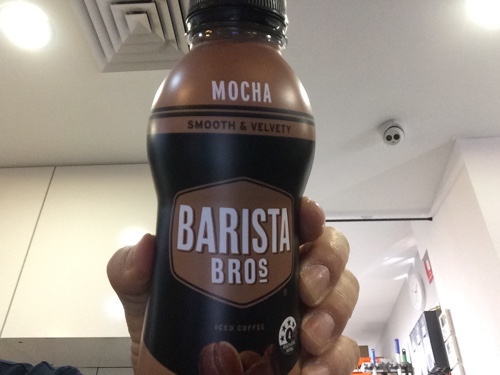 MOCHA
SMOOTH & VELVETY
BARISTA
BROS
ICED COFFEE